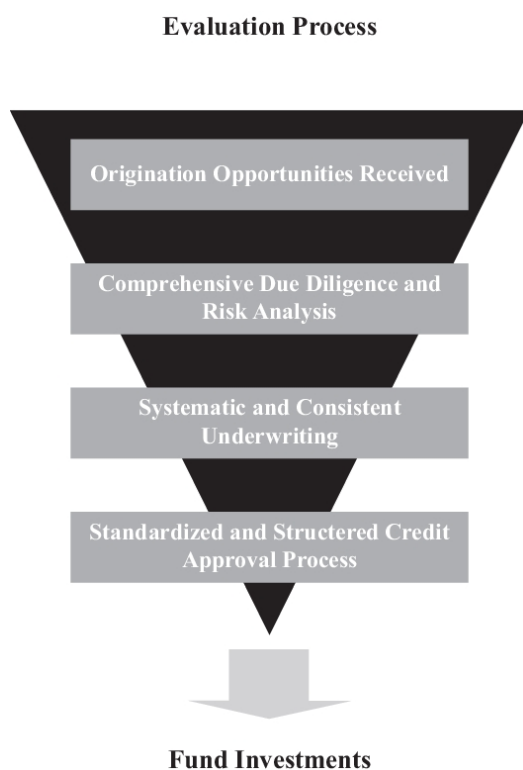 Evaluation Process
Origination Opportunities Received
Comprehensive Due Diligence and
Risk Analysis
Systematic and Consistent
Underwriting
Standardized and Structered Credit
Approval Process
Fund Investments